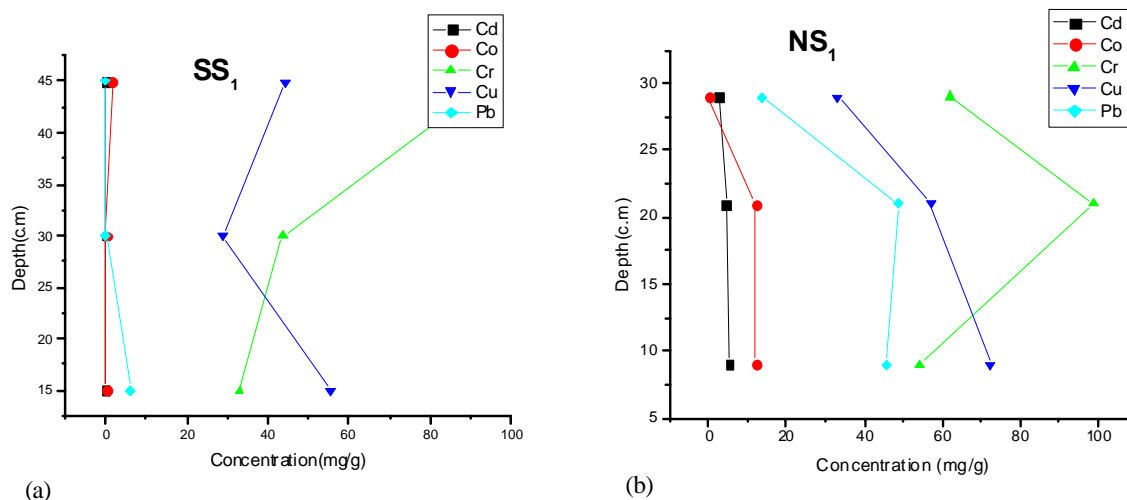 SS1
Cd
Co
Cr
Cu
Pb
45
40
35
30
25
20
15
Depth(c.m)
0
20
40
60
80
100
Concentration(mg/g)
(a)
NS1
Cd
Co
Cr
Cu
Pb
30
25
20
15
10
5
Depth(c.m)
0
20
40
60
80
100
Concentration (mg/g)
(b)